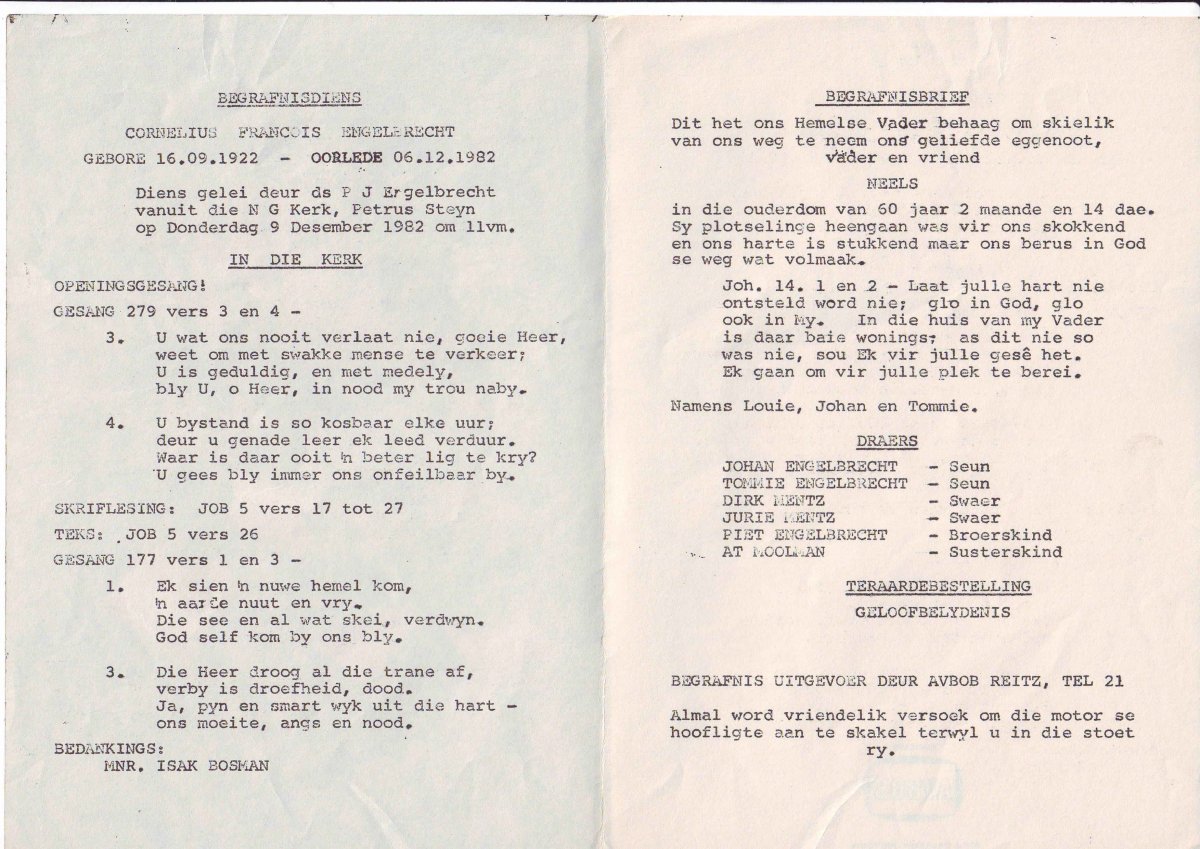 BEGRAFNISDIENS
CORNELIUS FRANCOIS ENGELBRECHT
GEBORE 16.09.1922 - OORLEDE 06.12.1982
Diens gelei deur ds P J Engelbrecht
vanuit die N G Kerk, Petrus Steyn
op Donderdag 9 Desember 1982 om 11vm.
IN DIE KERK
OPENINGSGESANG!
GESANG 279 vers 3 en 4 -
3. U wat ons nooit verlaat nie, goeie Heer,
weet om met swakke mense te verkeer;
U is geduldig, en met medely,
bly U, o Heer, in nood my trou naby.
4. U bystand is so kosbaar elke uur;
deur u genade leer ek leed verduur.
Waar is daar ooit 'n beter lig te kry?
U gees bly immer ons onfeilbaar by.
SKRIFLESING: JOB 5 vers 17 tot 27
TEKS: JOB 5 vers 26
GESANG 177 vers 1 en 3 -
1. Ek sien 'n nuwe hemel kom,
'n aarde nuut en vry.
Die see en al wat skei, verdwyn.
God self kom by ons bly.
3. Die Heer droog al die trane af,
verby is droefheid, dood.
Ja, pyn en smart wyk uit die hart -
ons moeite, angs en nood.
BEDANKINGS:
MNR. ISAK BOSMAN
BEGRAFNISBRIEF
Dit het ons Hemelse Vader behaag om skielik
van ons weg te neem ons geliefde eggenoot,
vader en vriend
NEELS
in die ouderdom van 60 jaar 2 maande en 14 dae.
Sy plotselinge heengaan was vir ons skokkend
en ons harte is stukkend maar ons berus in God
se weg wat volmaak.
Joh. 14. 1 en 2 - Laat julle hart nie
ontsteld word nie; glo in God, glo
ook in My. In die huis van my Vader
is daar baie wonings; as dit nie so
was nie, sou Ek vir julle gesê het.
Ek gaan om vir julle plek te berei.
Namens Louie, Johan en Tommie.
DRAERS
JOHAN ENGELBRECHT - Seun
TOMMIE ENGELBRECHT - Seun
DIRK MENTZ - Swaer
JURIE MENTZ - Swaer
PIET ENGELBRECHT - Broerskind
AT MOOLMAN - Susterskind
TERAARDEBESTELLING
GELOOFBELYDENIS
BEGRAFNIS UITGEVOER DEUR AVBOB REITZ, TEL 21
Almal word vriendelik versoek om die motor se
hoofligte aan te skakel terwyl u in die stoet
ry.